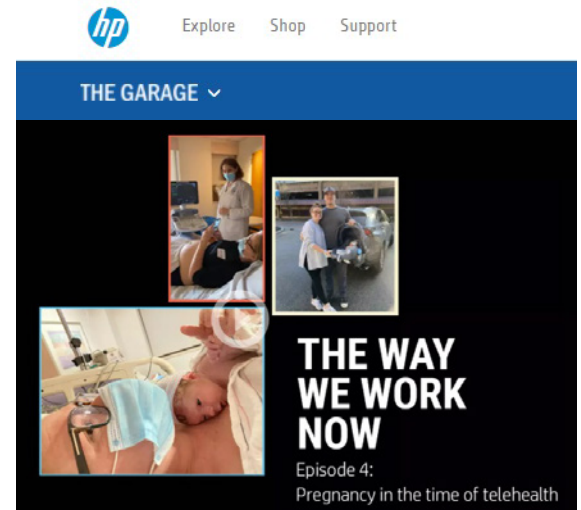 hp
Explore Shop Support
THE GARAGE
THE WAY
WE WORK
NOW
Episode 4:
Pregnancy in the time of telehealth